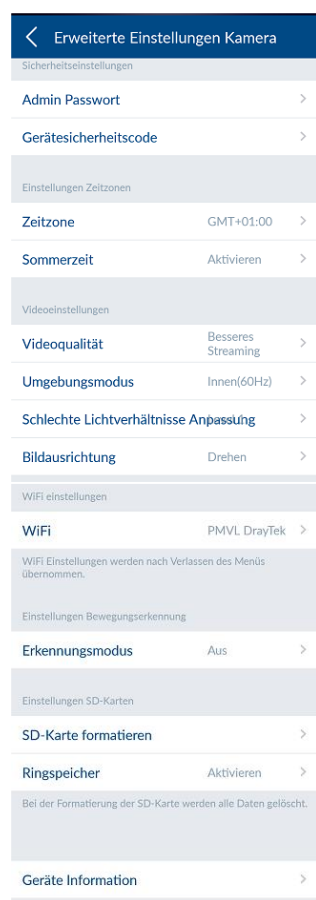 Erweiterte Einstellungen Kamera
Sicherheitseinstellungen
Admin Passwort
Gerätesicherheitscode
Einstellungen Zeitzonen
Zeitzone GMT+01:00
Sommerzeit Aktivieren
Videoeinstellungen
Videoqualität Besseres
Streaming
Umgebungsmodus Innen(60Hz)
Schlechte Lichtverhältnisse Anpassung
Bildausrichtung Drehen
WiFi einstellungen
WiFi PMVL DrayTek
WiFi Einstellungen werden nach Verlassen des Menüs
übernommen.
Einstellungen Bewegungserkennung
Erkennungsmodus Aus
Einstellungen SD-Karten
SD-Karte formatieren
Ringspeicher Aktivieren
Bei der Formatierung der SD-Karte werden alle Daten gelöscht.
Geräte Information